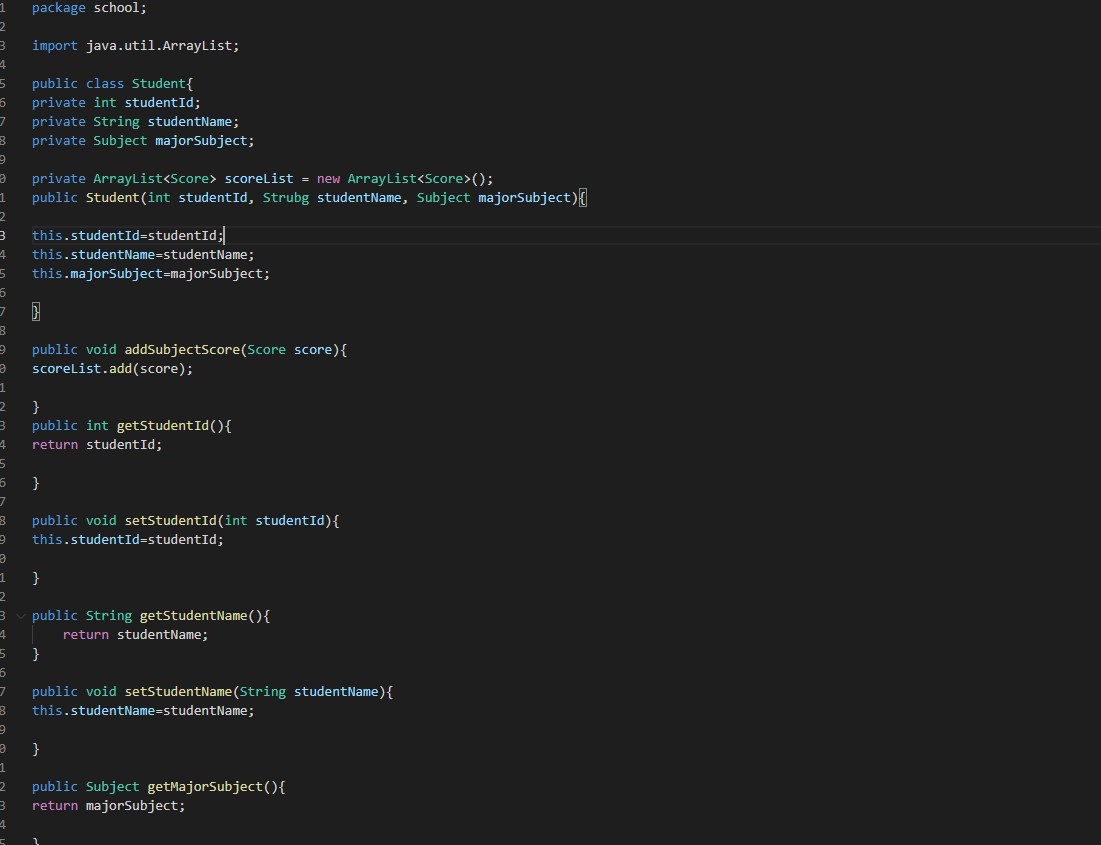 1 package school;
2
3 import java.util.ArrayList;
4
5 public class Student{
6 private int studentId;
7 private String studentName;
8 private Subject majorSubject;
9
0 private ArrayList<Score> scoreList = new ArrayList<Score>();
1 public Student(int studentId, Strubg studentName, Subject majorSubject){
2
3 this.studentId=studentId;
4 this.studentName=studentName;
5 this.majorSubject=majorSubject;
6
7 }
8
9 public void addSubjectScore(Score score){
0 scoreList.add(score);
1
2 }
3 public int getStudentId(){
4 return studentId;
5
6 }
7
8 public void setStudentId(int studentId){
9 this.studentId=studentId;
0
1 }
2
3 public String getStudentName(){
4 return studentName;
5 }
6
7 public void setStudentName(String studentName){
8 this.studentName=studentName;
9
0 }
1
2 public Subject getMajorSubject(){
3 return majorSubject;
4
5 }